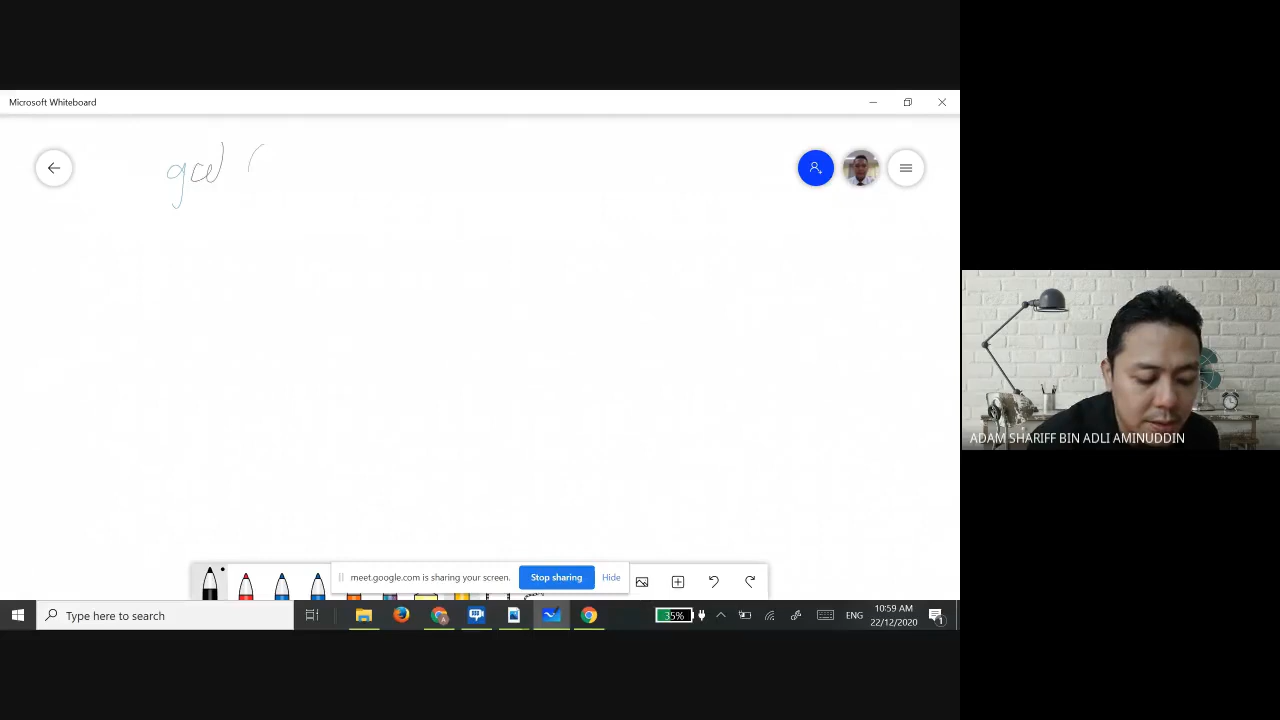 Microsoft Whiteboard
gcd (
ADAM SHARIFF BIN ADLI AMINUDDIN
meet.google.com is sharing your screen. Stop sharing Hide
Type here to search
35% ENG
10:59 AM
22/12/2020
1